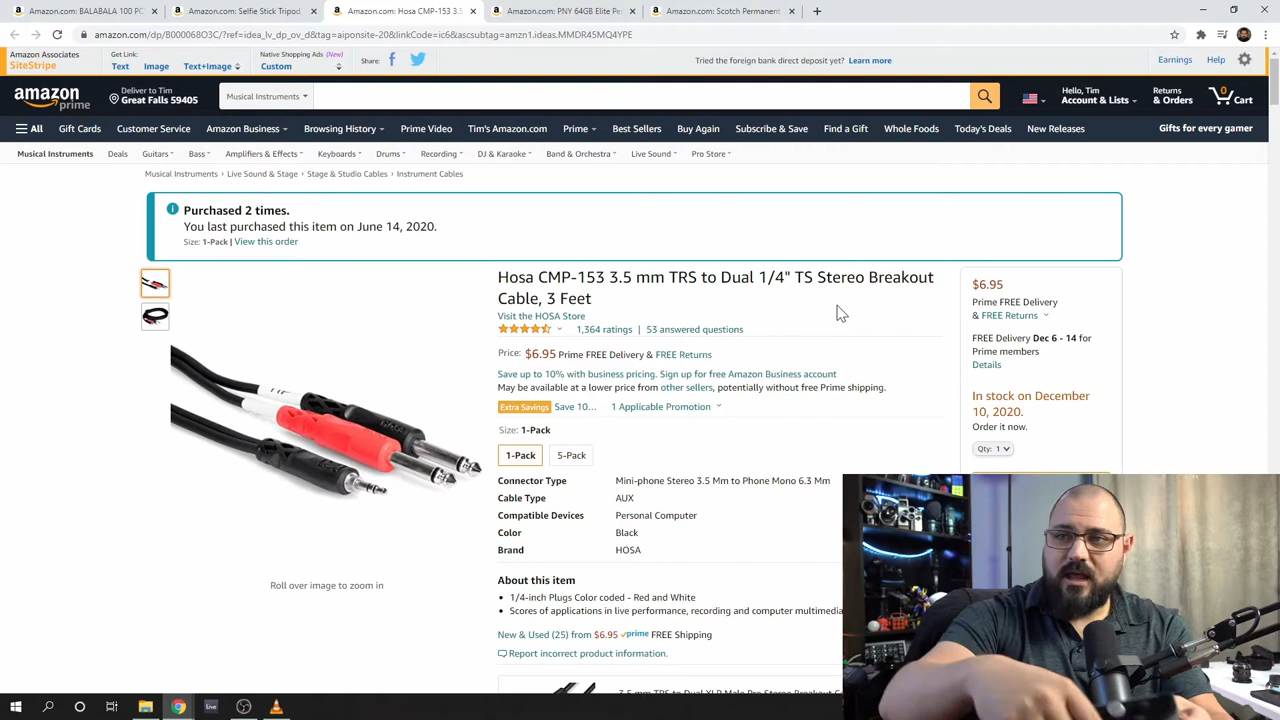 Amazon.com: BALABALA 100 PC
Amazon.com: Selfie Stick Tripod,
Amazon.com: Hosa CMP-153 3.5
Amazon.com: PNY 64GB Elite Pe
Amazon.com: Scotch Permanent
amazon.com/dp/B000068O3C/?ref=idea_lv_dp_ov_d&tag=aiponsite-20&linkCode=ic6&ascsubtag=amzn1.ideas.MMDR45MQ4YPE
Amazon Associates
SiteStripe
Get Link:
Text Image Text+Image
Native Shopping Ads (New)
Custom
Share:
Tried the foreign bank direct deposit yet? Learn more
Earnings Help
amazon prime
Deliver to Tim
Great Falls 59405
Musical Instruments
Hello, Tim
Account & Lists
Returns
& Orders
0
Cart
All Gift Cards Customer Service Amazon Business Browsing History Prime Video Tim's Amazon.com Prime Best Sellers Buy Again Subscribe & Save Find a Gift Whole Foods Today's Deals New Releases Gifts for every gamer
Musical Instruments Deals Guitars Bass Amplifiers & Effects Keyboards Drums Recording DJ & Karaoke Band & Orchestra Live Sound Pro Store
Musical Instruments › Live Sound & Stage › Stage & Studio Cables › Instrument Cables
Purchased 2 times.
You last purchased this item on June 14, 2020.
Size: 1-Pack | View this order
Hosa CMP-153 3.5 mm TRS to Dual 1/4" TS Stereo Breakout
Cable, 3 Feet
Visit the HOSA Store
1,364 ratings | 53 answered questions
Price: $6.95 Prime FREE Delivery & FREE Returns
Save up to 10% with business pricing. Sign up for free Amazon Business account
May be available at a lower price from other sellers, potentially without free Prime shipping.
Extra Savings Save 10... 1 Applicable Promotion
Size: 1-Pack
1-Pack 5-Pack
Connector Type Mini-phone Stereo 3.5 Mm to Phone Mono 6.3 Mm
Cable Type AUX
Compatible Devices Personal Computer
Color Black
Brand HOSA
About this item
• 1/4-inch Plugs Color coded - Red and White
• Scores of applications in live performance, recording and computer multimedia
New & Used (25) from $6.95 prime FREE Shipping
Report incorrect product information.
Roll over image to zoom in
$6.95
Prime FREE Delivery
& FREE Returns
FREE Delivery Dec 6 - 14 for
Prime members
Details
In stock on December
10, 2020.
Order it now.
Qty: 1
3.5 mm TRS to Dual XLR Male Pro Stereo Breakout
Live